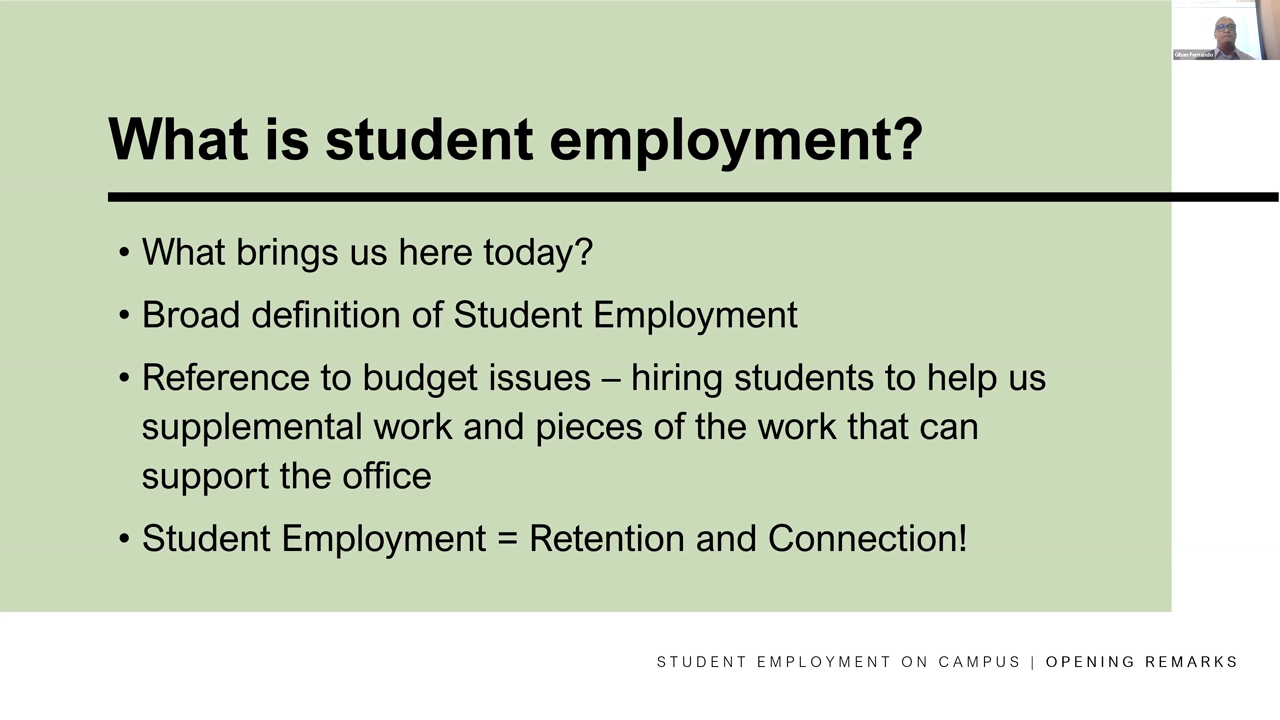 What is student employment?
• What brings us here today?
• Broad definition of Student Employment
• Reference to budget issues – hiring students to help us
supplemental work and pieces of the work that can
support the office
• Student Employment = Retention and Connection!
STUDENT EMPLOYMENT ON CAMPUS | OPENING REMARKS
Gihan Fernando